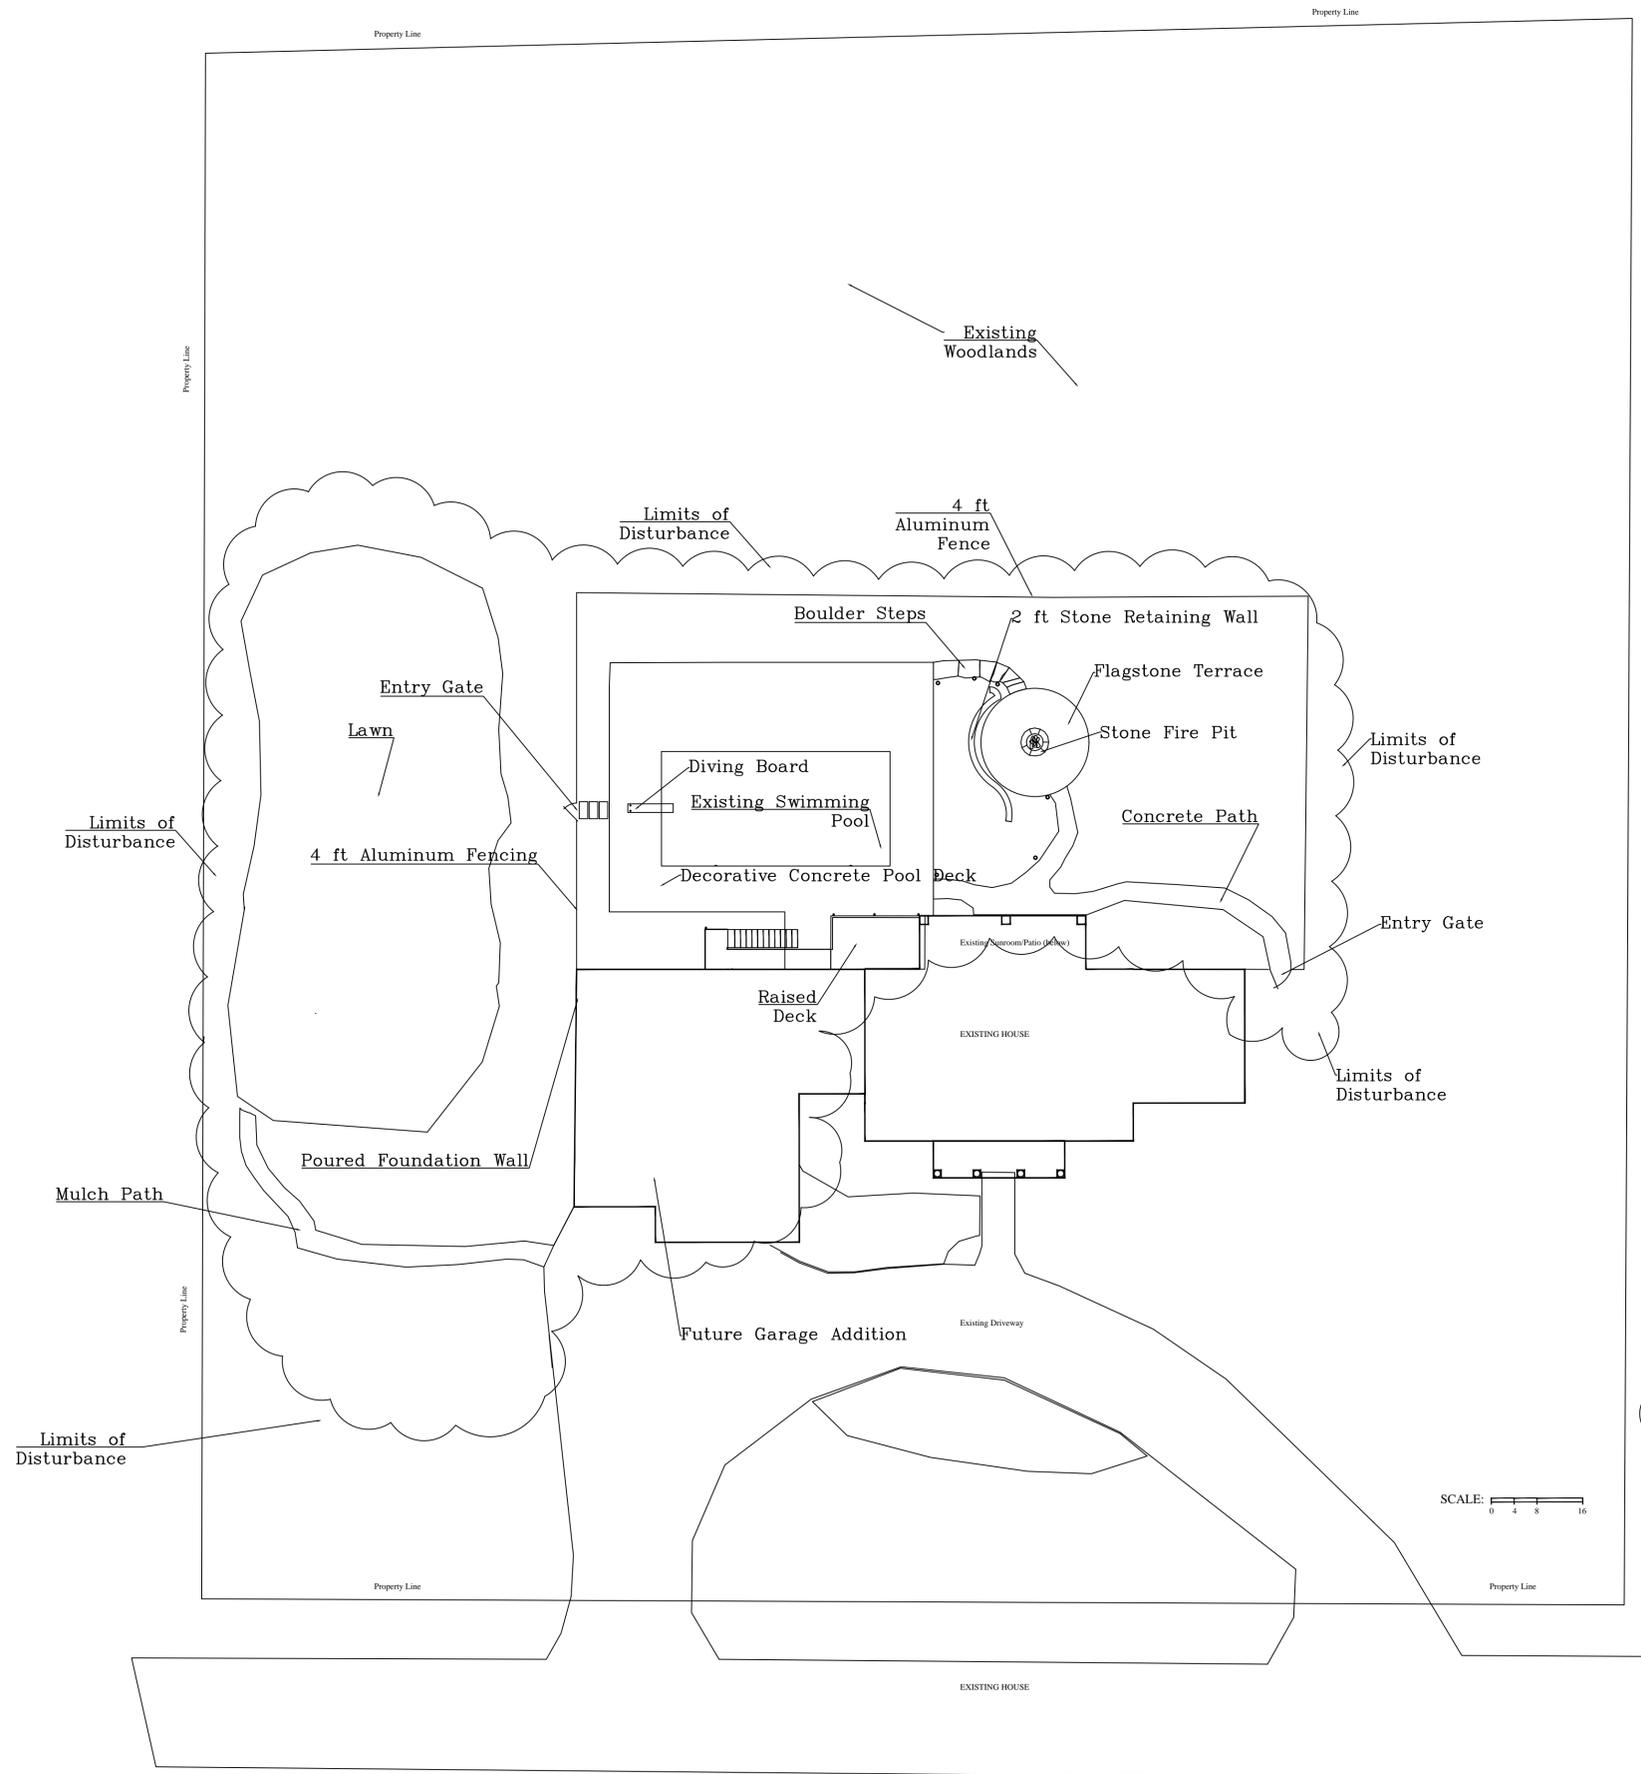 Property Line
Property Line
Property Line
Existing
Woodlands
4 ft
Aluminum
Fence
Limits of
Disturbance
Boulder Steps
2 ft Stone Retaining Wall
Flagstone Terrace
Entry Gate
Lawn
Stone Fire Pit
Limits of
Disturbance
Diving Board
Existing Swimming
Pool
Concrete Path
Limits of
Disturbance
4 ft Aluminum Fencing
Decorative Concrete Pool Deck
Entry Gate
Existing Sunroom/Patio (below)
Raised
Deck
EXISTING HOUSE
Limits of
Disturbance
Poured Foundation Wall
Mulch Path
Property Line
Existing Driveway
Future Garage Addition
Limits of
Disturbance
SCALE:
0 4 8 16
Property Line
Property Line
EXISTING HOUSE